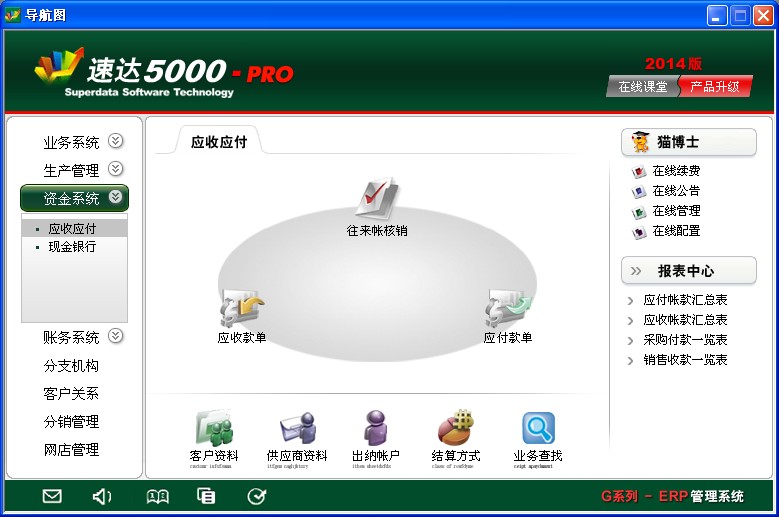 导航图
速达5000-PRO
Superdata Software Technology
2014版
在线课堂
产品升级
业务系统
生产管理
资金系统
应收应付
现金银行
账务系统
分支机构
客户关系
分销管理
网店管理
应收应付
往来帐核销
应收款单
应付款单
客户资料
供应商资料
出纳帐户
结算方式
业务查找
猫博士
在线续费
在线公告
在线管理
在线配置
报表中心
应付帐款汇总表
应收帐款汇总表
采购付款一览表
销售收款一览表
G系列 - ERP管理系统